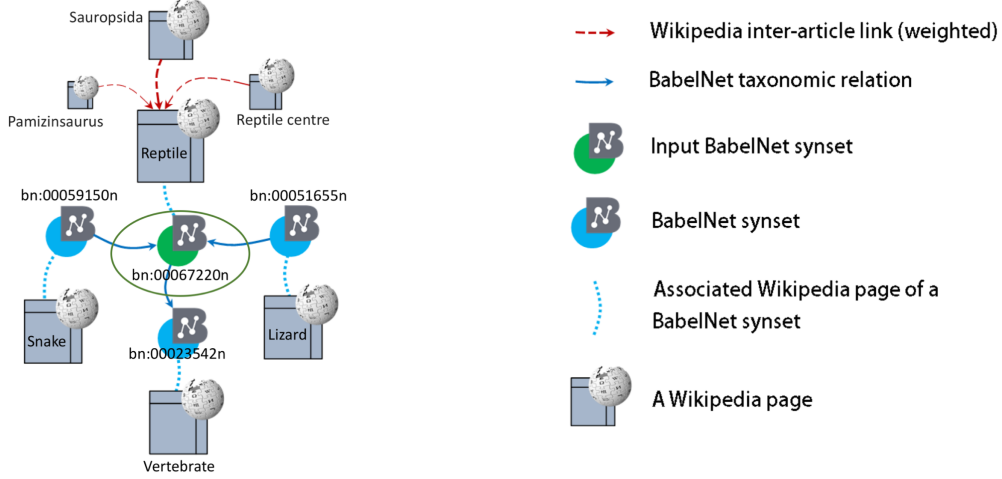 Sauropsida
Pamizinsaurus
Reptile centre
Reptile
bn:00059150n
bn:00051655n
bn:00067220n
Snake
Lizard
bn:00023542n
Vertebrate
Wikipedia inter-article link (weighted)
BabelNet taxonomic relation
Input BabelNet synset
BabelNet synset
Associated Wikipedia page of a
BabelNet synset
A Wikipedia page